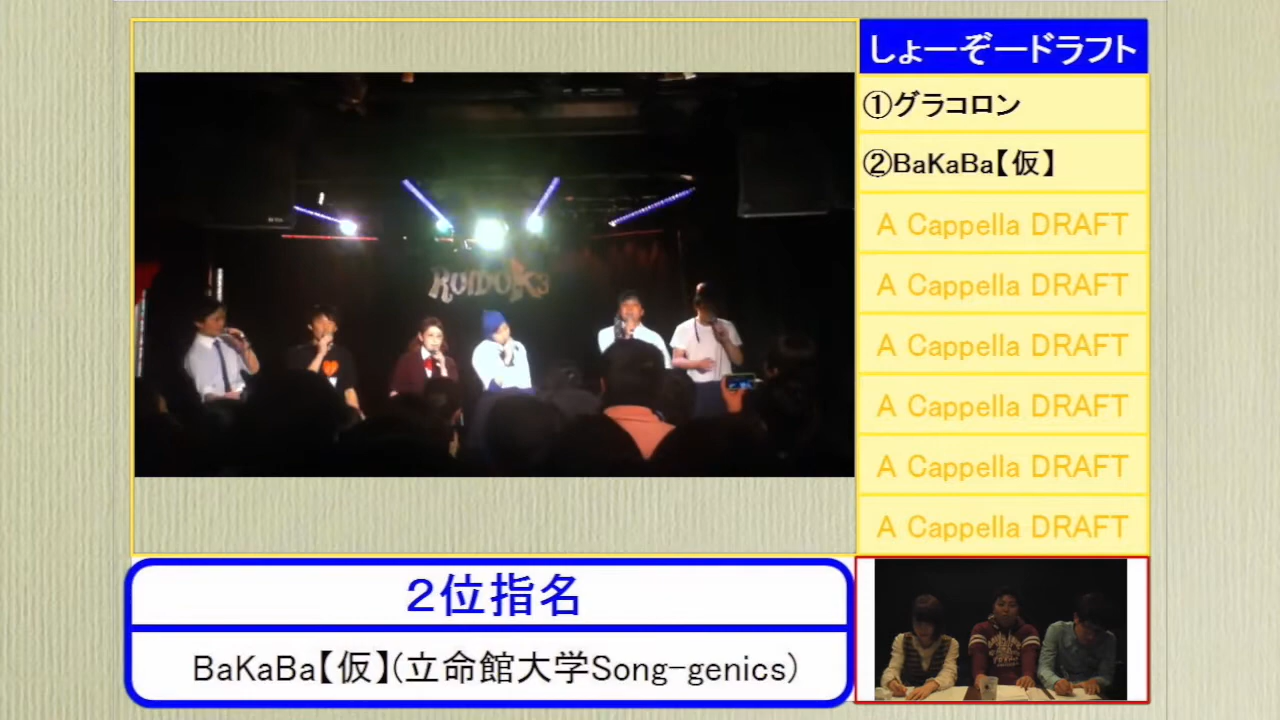 しょーぞードラフト
①グラコロン
②BaKaBa【仮】
A Cappella DRAFT
A Cappella DRAFT
A Cappella DRAFT
A Cappella DRAFT
A Cappella DRAFT
A Cappella DRAFT
RUIDO K3
2位指名
BaKaBa【仮】(立命館大学Song-genics)